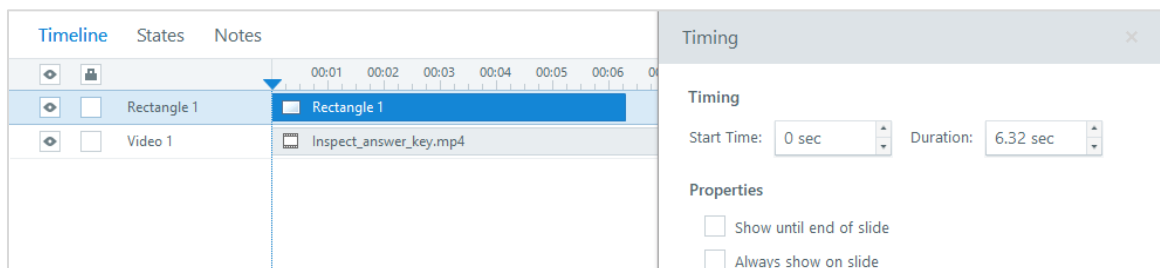 Timeline States Notes
00:01 00:02 00:03 00:04 00:05 00:06
Rectangle 1 Rectangle 1
Video 1 Inspect_answer_key.mp4
Timing
Timing
Start Time: 0 sec Duration: 6.32 sec
Properties
Show until end of slide
Always show on slide